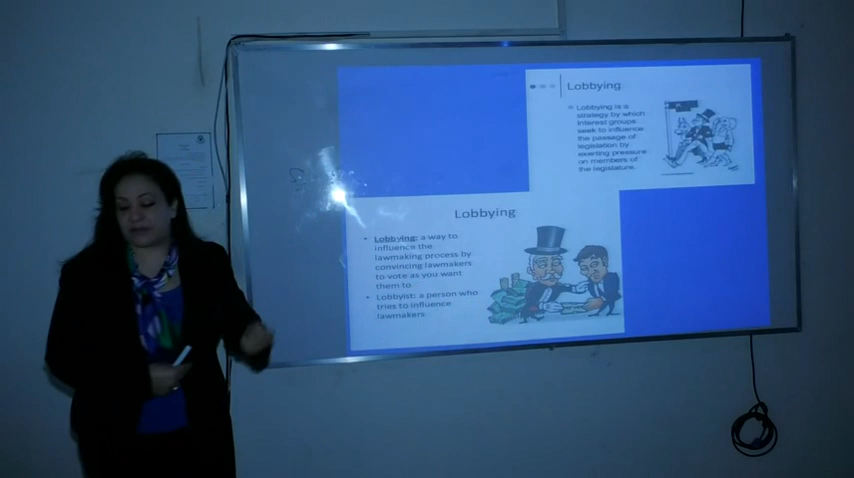 Lobbying
Lobbying is a
strategy by which
interest groups
seek to influence
the passage of
legislation by
exerting pressure
on members of
the legislature.
Lobbying
• Lobbying: a way to
influence the
lawmaking process by
convincing lawmakers
to vote as you want
them to
• Lobbyist: a person who
tries to influence
lawmakers